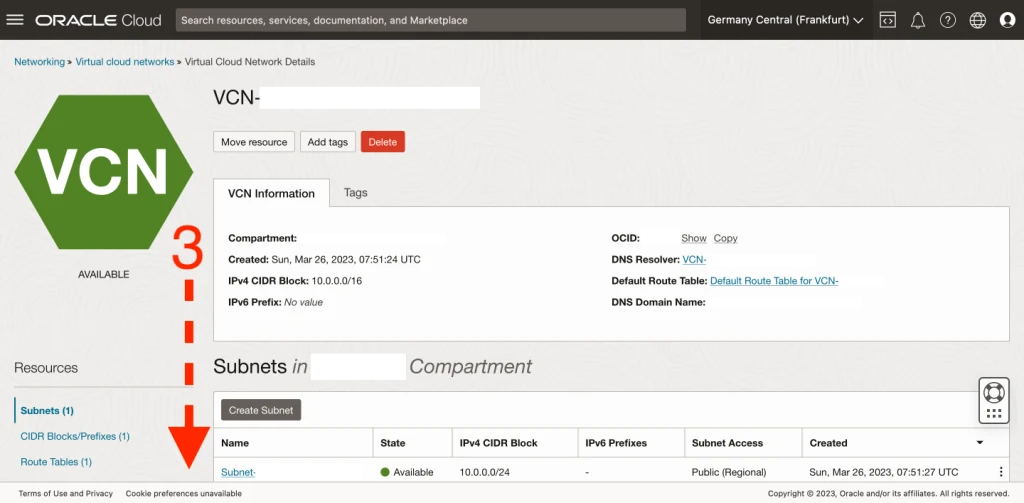 ORACLE Cloud
Search resources, services, documentation, and Marketplace
Germany Central (Frankfurt)
Networking » Virtual cloud networks » Virtual Cloud Network Details
VCN
AVAILABLE
3
VCN-
Move resource
Add tags
Delete
VCN Information
Tags
Compartment:
Created: Sun, Mar 26, 2023, 07:51:24 UTC
IPv4 CIDR Block: 10.0.0.0/16
IPv6 Prefix: No value
OCID: Show Copy
DNS Resolver: VCN-
Default Route Table: Default Route Table for VCN-
DNS Domain Name:
Resources
Subnets (1)
CIDR Blocks/Prefixes (1)
Route Tables (1)
Subnets in Compartment
Create Subnet
Name State IPv4 CIDR Block IPv6 Prefixes Subnet Access Created
Subnet- Available 10.0.0.0/24 - Public (Regional) Sun, Mar 26, 2023, 07:51:27 UTC
Terms of Use and Privacy Cookie preferences unavailable
Copyright © 2023, Oracle and/or its affiliates. All rights reserved.